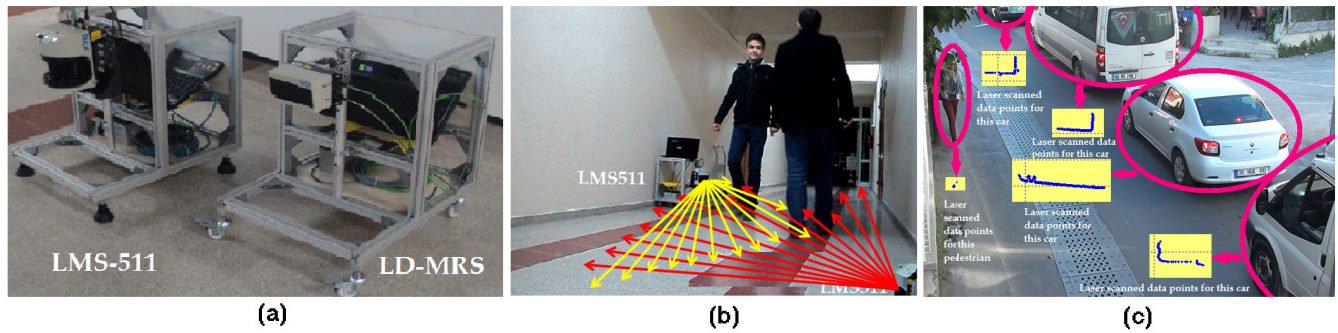 LMS-511
LD-MRS
(a)
LMS511
LMS511
(b)
Laser scanned
data points for
this car
Laser scanned data
points for this car
Laser
scanned
data points
for this
pedestrian
Laser scanned
data points for
this car
Laser scanned data points for this car
(c)